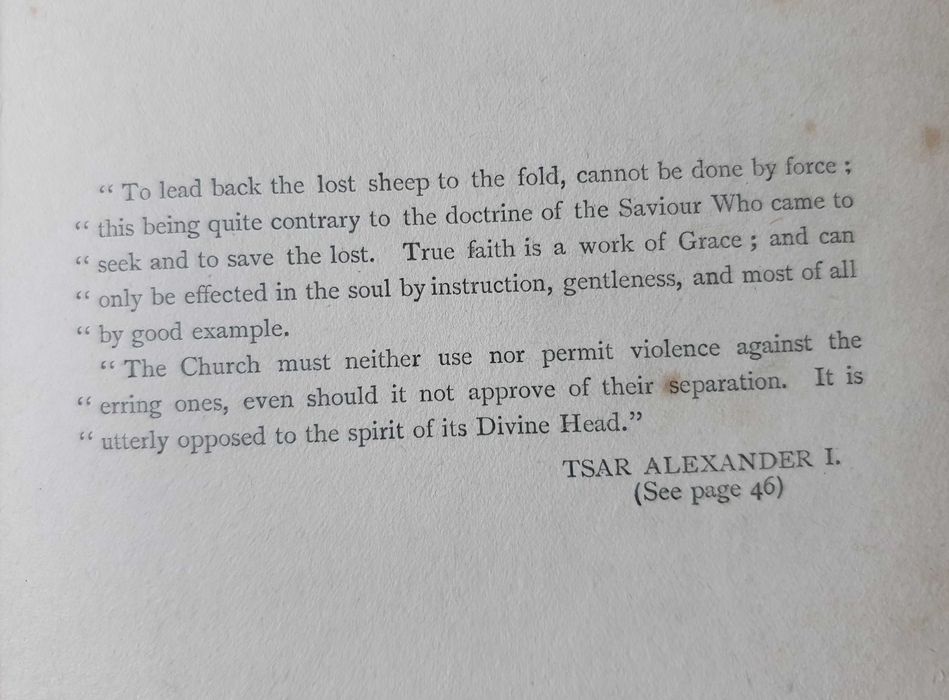 “ To lead back the lost sheep to the fold, cannot be done by force ;
“ this being quite contrary to the doctrine of the Saviour Who came to
“ seek and to save the lost. True faith is a work of Grace ; and can
“ only be effected in the soul by instruction, gentleness, and most of all
“ by good example.
“ The Church must neither use nor permit violence against the
“ erring ones, even should it not approve of their separation. It is
“ utterly opposed to the spirit of its Divine Head.”
TSAR ALEXANDER I.
(See page 46)